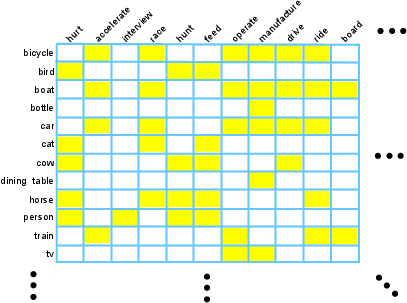 hurt accelerate interview race hunt feed operate manufacture drive ride board
bicycle
bird
boat
bottle
car
cat
cow
dining table
horse
person
train
tv